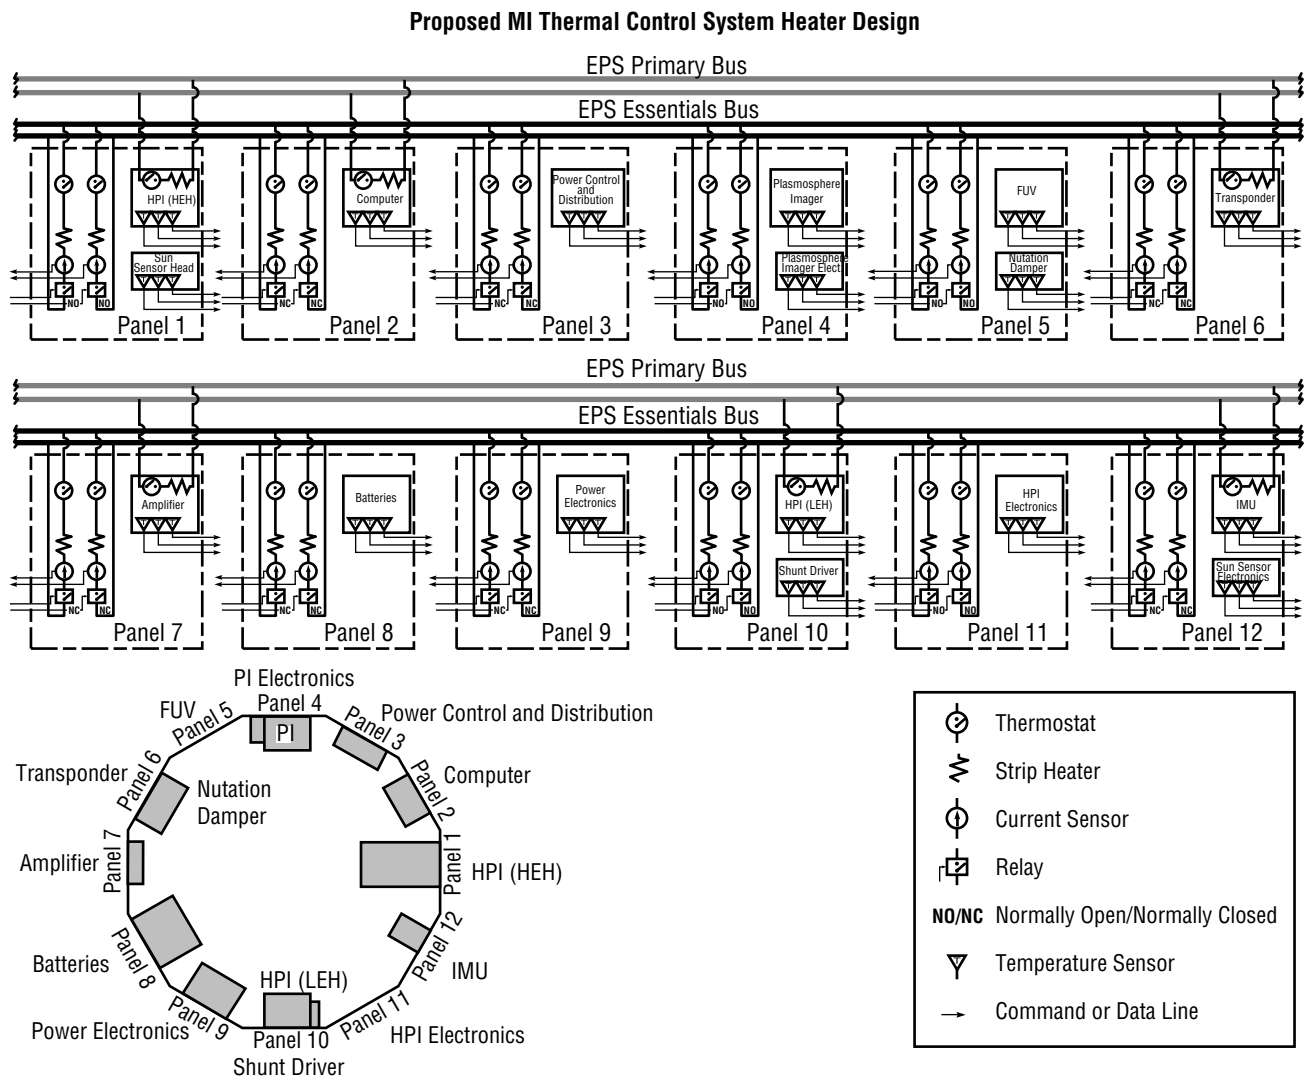 Proposed MI Thermal Control System Heater Design
EPS Primary Bus
EPS Essentials Bus
HPI (HEH)
T T T
Sun
Sensor Head
T T T
NO NO
Panel 1
Computer
T T T
NC NC
Panel 2
Power Control
and
Distribution
T T T
NC NC
Panel 3
Plasmosphere
Imager
T T T
Plasmosphere
Imager Elect.
T T T
NO NO
Panel 4
FUV
T T T
Nutation
Damper
T T T
NO NO
Panel 5
Transponder
T T T
NC NC
Panel 6
EPS Primary Bus
EPS Essentials Bus
Amplifier
T T T
NO NO
Panel 7
Batteries
T T T
NC NC
Panel 8
Power
Electronics
T T T
NC NC
Panel 9
HPI (LEH)
T T T
Shunt Driver
T T T
NO NO
Panel 10
HPI
Electronics
T T T
NO NO
Panel 11
IMU
T T T
Sun Sensor
Electronics
T T T
NC NC
Panel 12
PI Electronics
Panel 4
PI
FUV
Panel 5
Panel 3
Power Control and Distribution
Transponder
Panel 6
Nutation
Damper
Panel 2
Computer
Amplifier
Panel 7
Panel 1
HPI (HEH)
Batteries
Panel 8
Panel 12
IMU
Power Electronics
Panel 9
HPI (LEH)
Panel 10
Shunt Driver
Panel 11
HPI Electronics
Thermostat
Strip Heater
Current Sensor
Relay
NO/NC Normally Open/Normally Closed
T Temperature Sensor
Command or Data Line